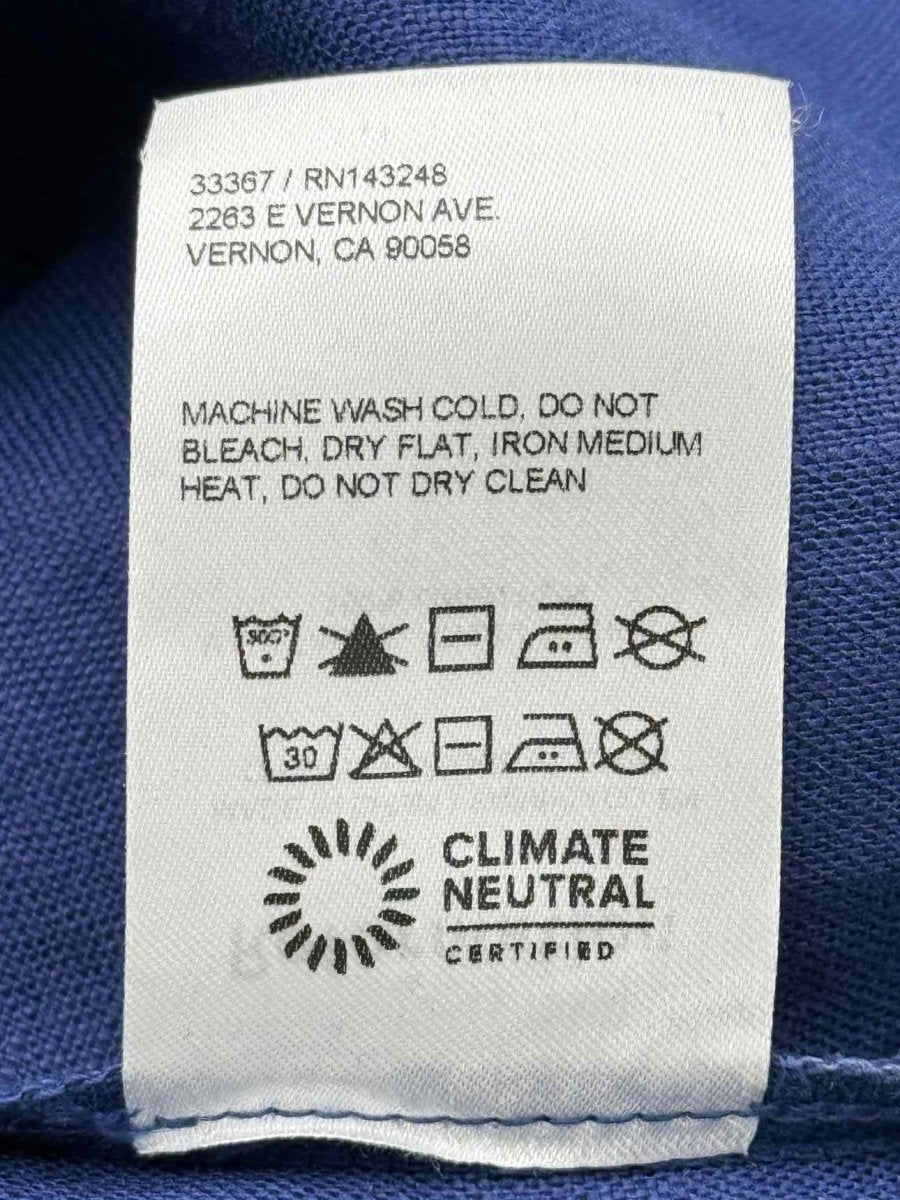 33367 / RN143248
2263 E VERNON AVE.
VERNON, CA 90058
MACHINE WASH COLD, DO NOT
BLEACH, DRY FLAT, IRON MEDIUM
HEAT, DO NOT DRY CLEAN
30
CLIMATE
NEUTRAL
CERTIFIED